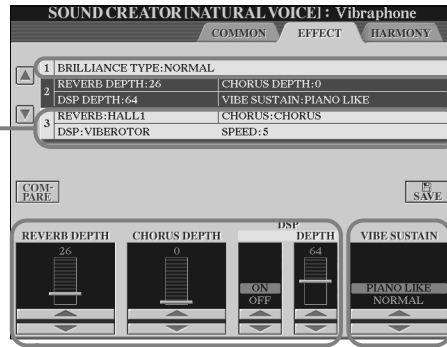 SOUND CREATOR [NATURAL VOICE] : Vibraphone
COMMON EFFECT HARMONY
1 BRILLIANCE TYPE:NORMAL
2 REVERB DEPTH:26 CHORUS DEPTH:0
DSP DEPTH:64 VIBE SUSTAIN:PIANO LIKE
3 REVERB:HALL1 CHORUS:CHORUS
DSP:VIBEROTOR SPEED:5
COM-
PARE
SAVE
DSP
REVERB DEPTH CHORUS DEPTH DEPTH VIBE SUSTAIN
26 0 64
ON PIANO LIKE
OFF NORMAL